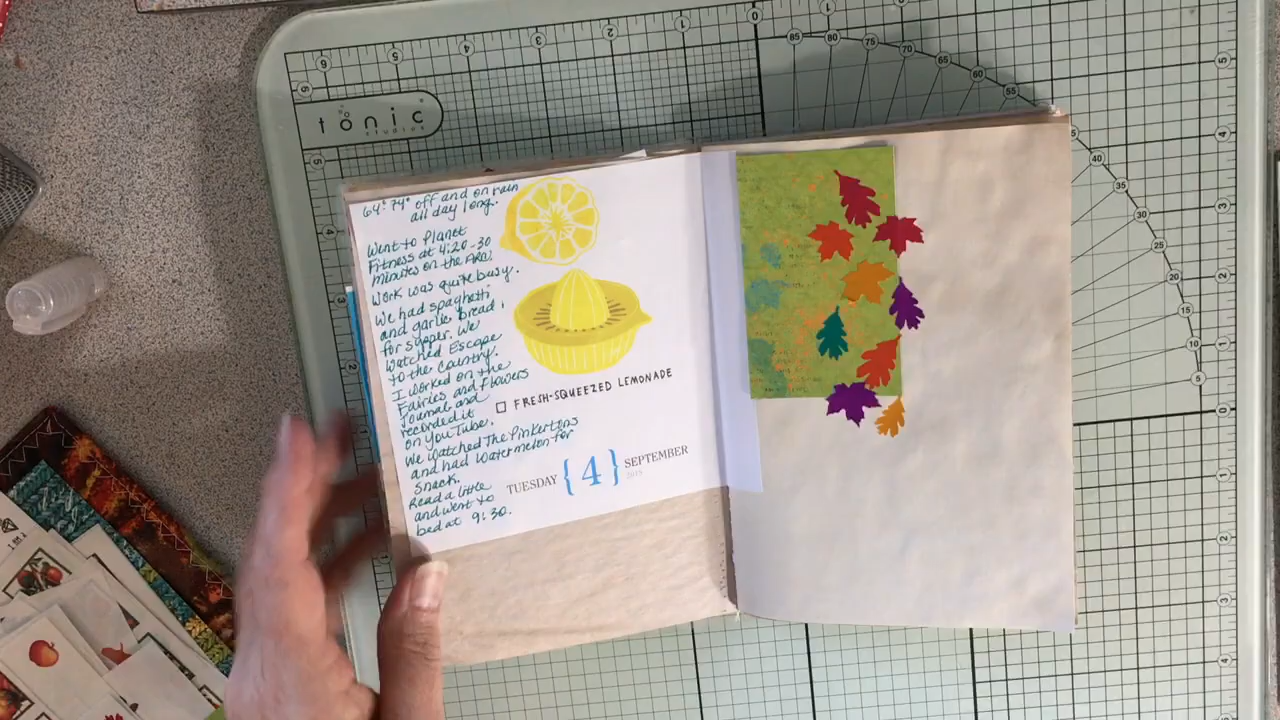 tonic
studios
64°-74° off and on rain
all day long.
Went to Planet
Fitness at 4:20-30
minutes on the ARC.
Work was quite busy.
We had spaghetti
and garlic bread
for supper. We
watched Escape
to the Country.
I worked on the
Fairies and Flowers
Journal and
recorded it
on YouTube.
We watched The Pinkertons
and had watermelon for
snack.
Read a little
and went to
bed at 9:30.
FRESH-SQUEEZED LEMONADE
TUESDAY {4} SEPTEMBER